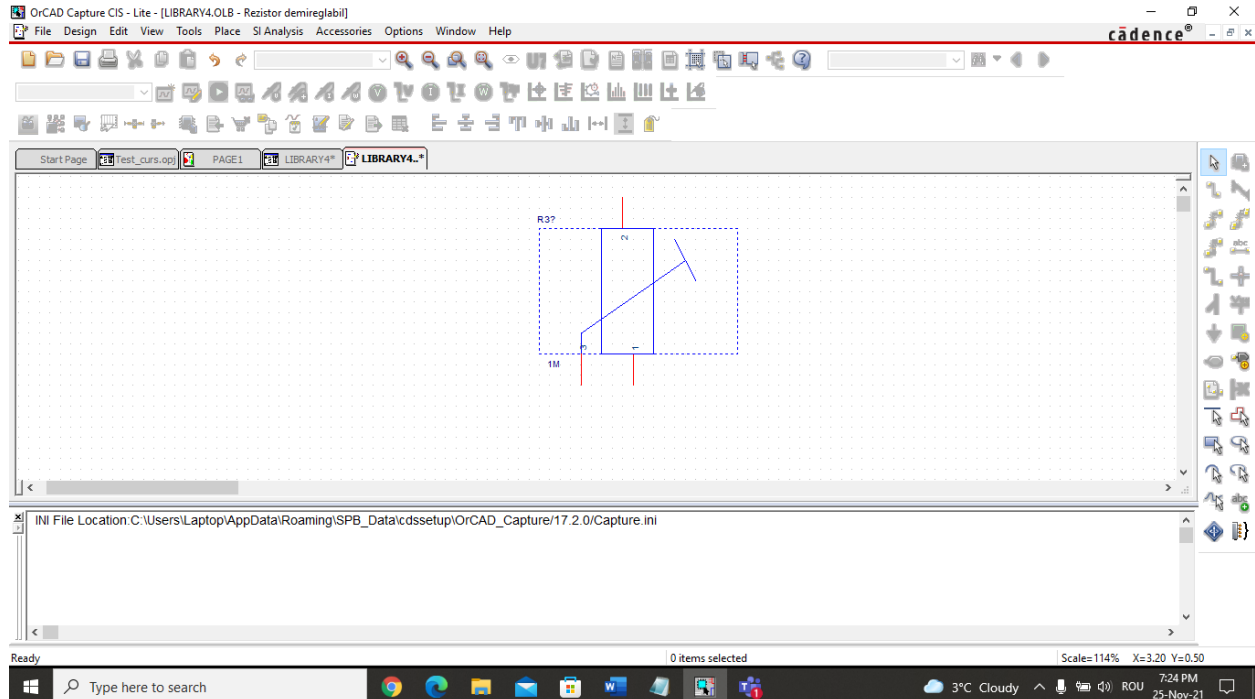 OrCAD Capture CIS - Lite - [LIBRARY4.OLB - Rezistor demireglabil]
File Design Edit View Tools Place SI Analysis Accessories Options Window Help
cādence®
Start Page Test_curs.opj PAGE1 LIBRARY4* LIBRARY4..*
R3?
2
3
1
1M
INI File Location:C:\Users\Laptop\AppData\Roaming\SPB_Data\cdssetup\OrCAD_Capture/17.2.0/Capture.ini
Ready 0 items selected Scale=114% X=3.20 Y=0.50
Type here to search 3°C Cloudy ROU 7:24 PM
25-Nov-21